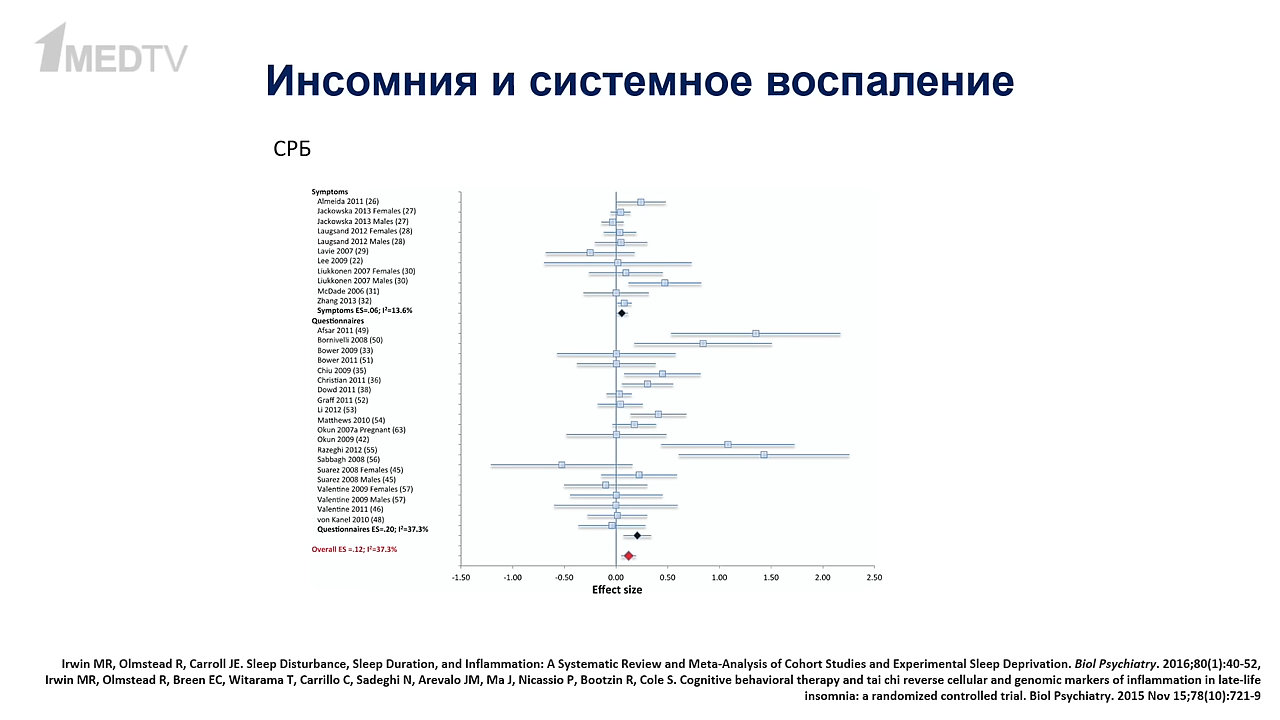 1MEDTV
Инсомния и системное воспаление
СРБ
Symptoms
Almeida 2011 (26)
Jackowska 2013 Females (27)
Jackowska 2013 Males (27)
Laugsand 2012 Females (28)
Laugsand 2012 Males (28)
Lavie 2007 (29)
Lee 2009 (22)
Liukkonen 2007 Females (30)
Liukkonen 2007 Males (30)
McDade 2006 (31)
Zhang 2013 (32)
Symptoms ES=.06; I²=13.6%
Questionnaires
Afsar 2011 (49)
Bornivelli 2008 (50)
Bower 2009 (33)
Bower 2011 (51)
Chiu 2009 (35)
Christian 2011 (36)
Dowd 2011 (38)
Graff 2011 (52)
Li 2012 (53)
Matthews 2010 (54)
Okun 2007a Pregnant (63)
Okun 2009 (42)
Razeghi 2012 (55)
Sabbagh 2008 (56)
Suarez 2008 Females (45)
Suarez 2008 Males (45)
Valentine 2009 Females (57)
Valentine 2009 Males (57)
Valentine 2011 (46)
von Kanel 2010 (48)
Questionnaires ES=.20; I²=37.3%
Overall ES =.12; I²=37.3%
-1.50 -1.00 -0.50 0.00 0.50 1.00 1.50 2.00 2.50
Effect size
Irwin MR, Olmstead R, Carroll JE. Sleep Disturbance, Sleep Duration, and Inflammation: A Systematic Review and Meta-Analysis of Cohort Studies and Experimental Sleep Deprivation. Biol Psychiatry. 2016;80(1):40-52,
Irwin MR, Olmstead R, Breen EC, Witarama T, Carrillo C, Sadeghi N, Arevalo JM, Ma J, Nicassio P, Bootzin R, Cole S. Cognitive behavioral therapy and tai chi reverse cellular and genomic markers of inflammation in late-life
insomnia: a randomized controlled trial. Biol Psychiatry. 2015 Nov 15;78(10):721-9